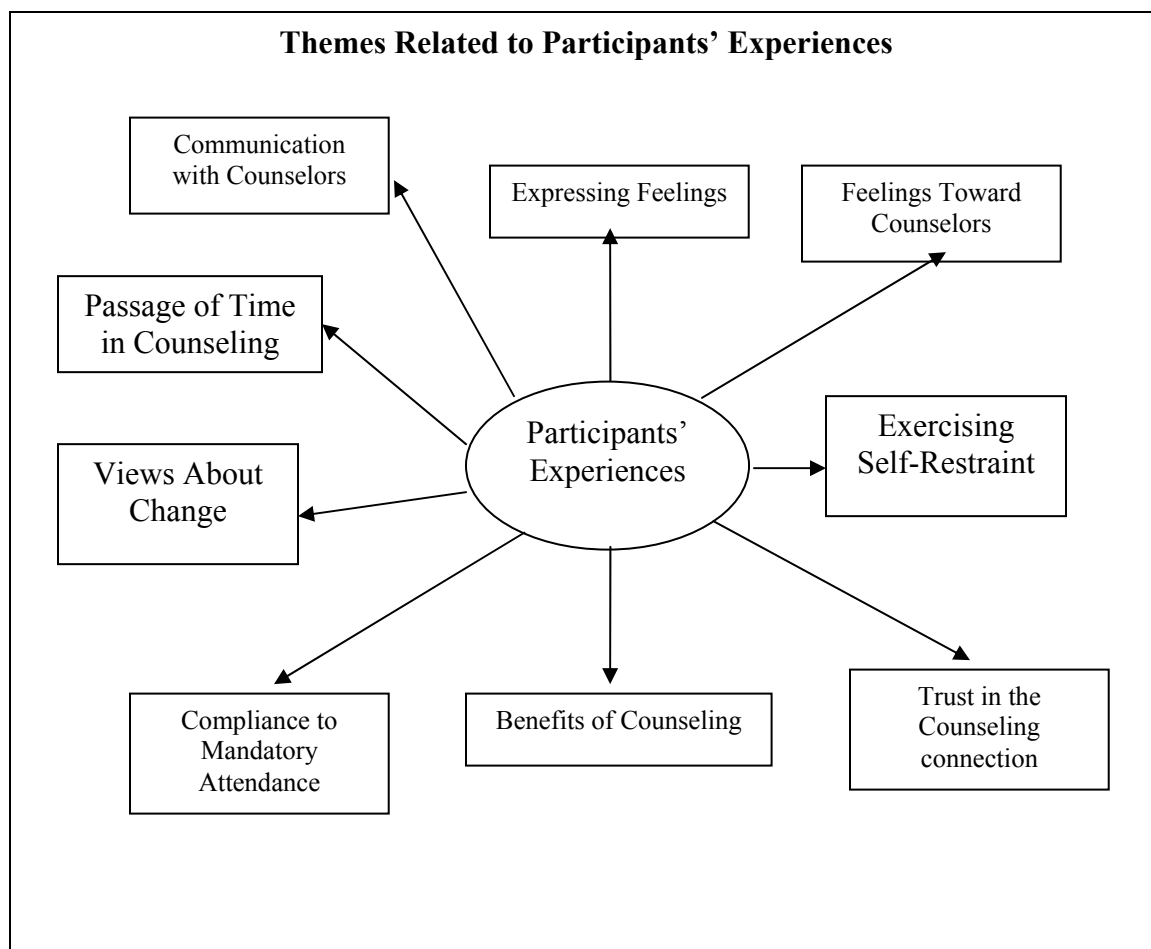 Themes Related to Participants’ Experiences
Communication
with Counselors
Expressing Feelings
Feelings Toward
Counselors
Passage of Time
in Counseling
Participants’
Experiences
Exercising
Self-Restraint
Views About
Change
Compliance to
Mandatory
Attendance
Benefits of Counseling
Trust in the
Counseling
connection